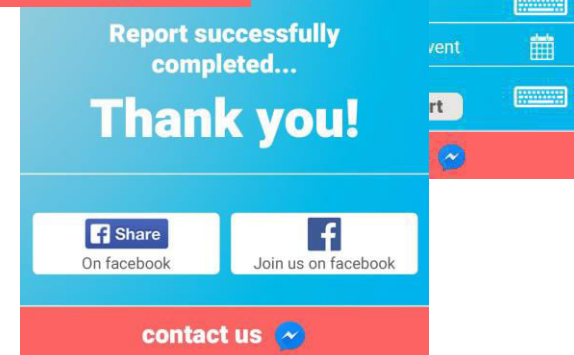 Report successfully
completed...
Thank you!
Share
On facebook
Join us on facebook
contact us
vent
rt